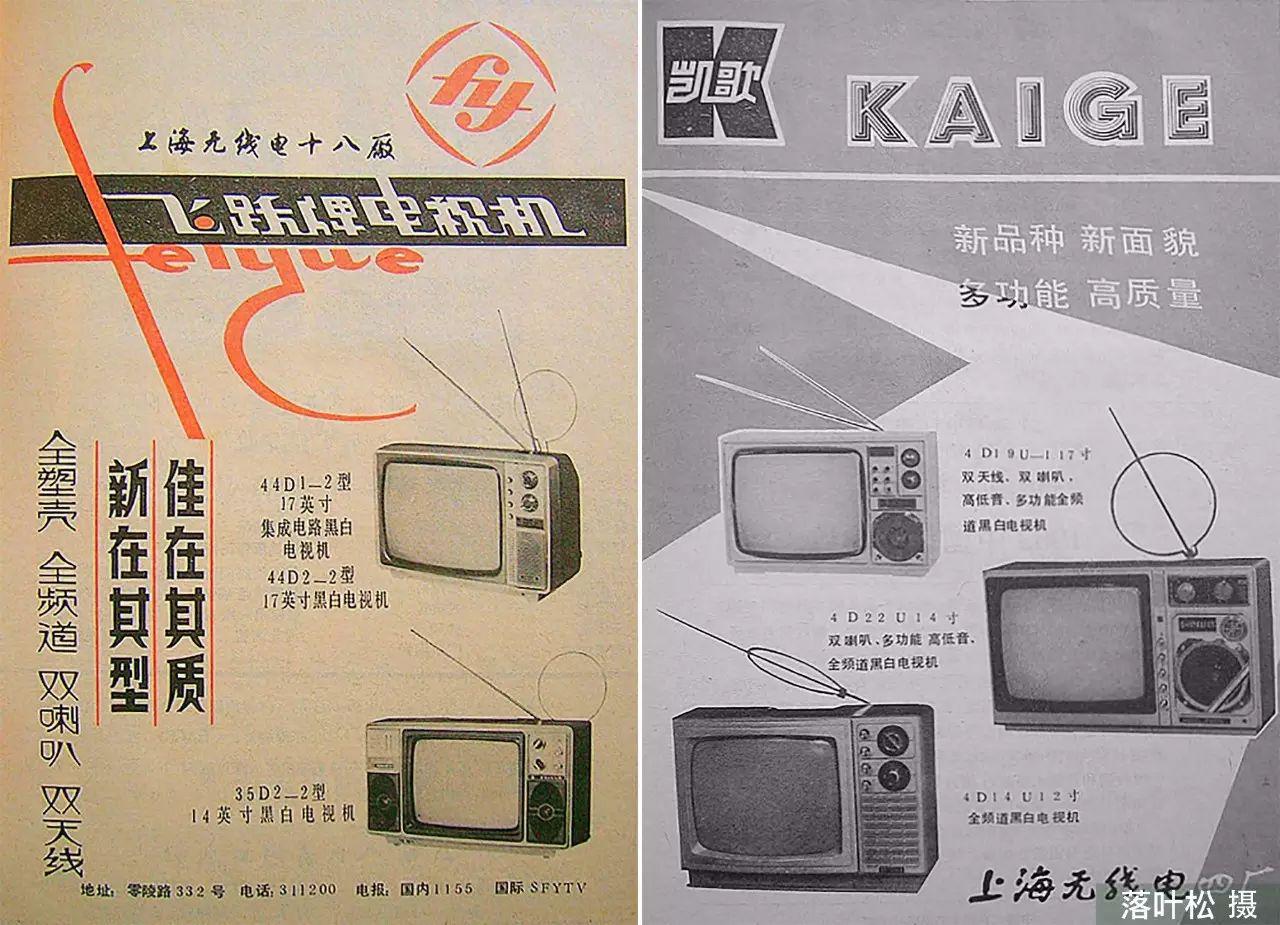 fy
上海无线电十八厂
飞跃牌电视机
feiyue
佳在其质
新在其型
全塑壳 全频道 双喇叭 双天线
44D1—2型
17英寸
集成电路黑白
电视机
44D2—2型
17英寸黑白电视机
35D2—2型
14英寸黑白电视机
地址: 零陵路332号 电话:311200 电报: 国内1155 国际 SFYTV
K
凯歌
KAIGE
新品种 新面貌
多功能 高质量
4D19U—1 17寸
双天线、双喇叭、
高低音、多功能全频
道黑白电视机
4D22U14寸
双喇叭、多功能 高低音、
全频道黑白电视机
4D14U12寸
全频道黑白电视机
上海无线电四厂
落叶松 摄